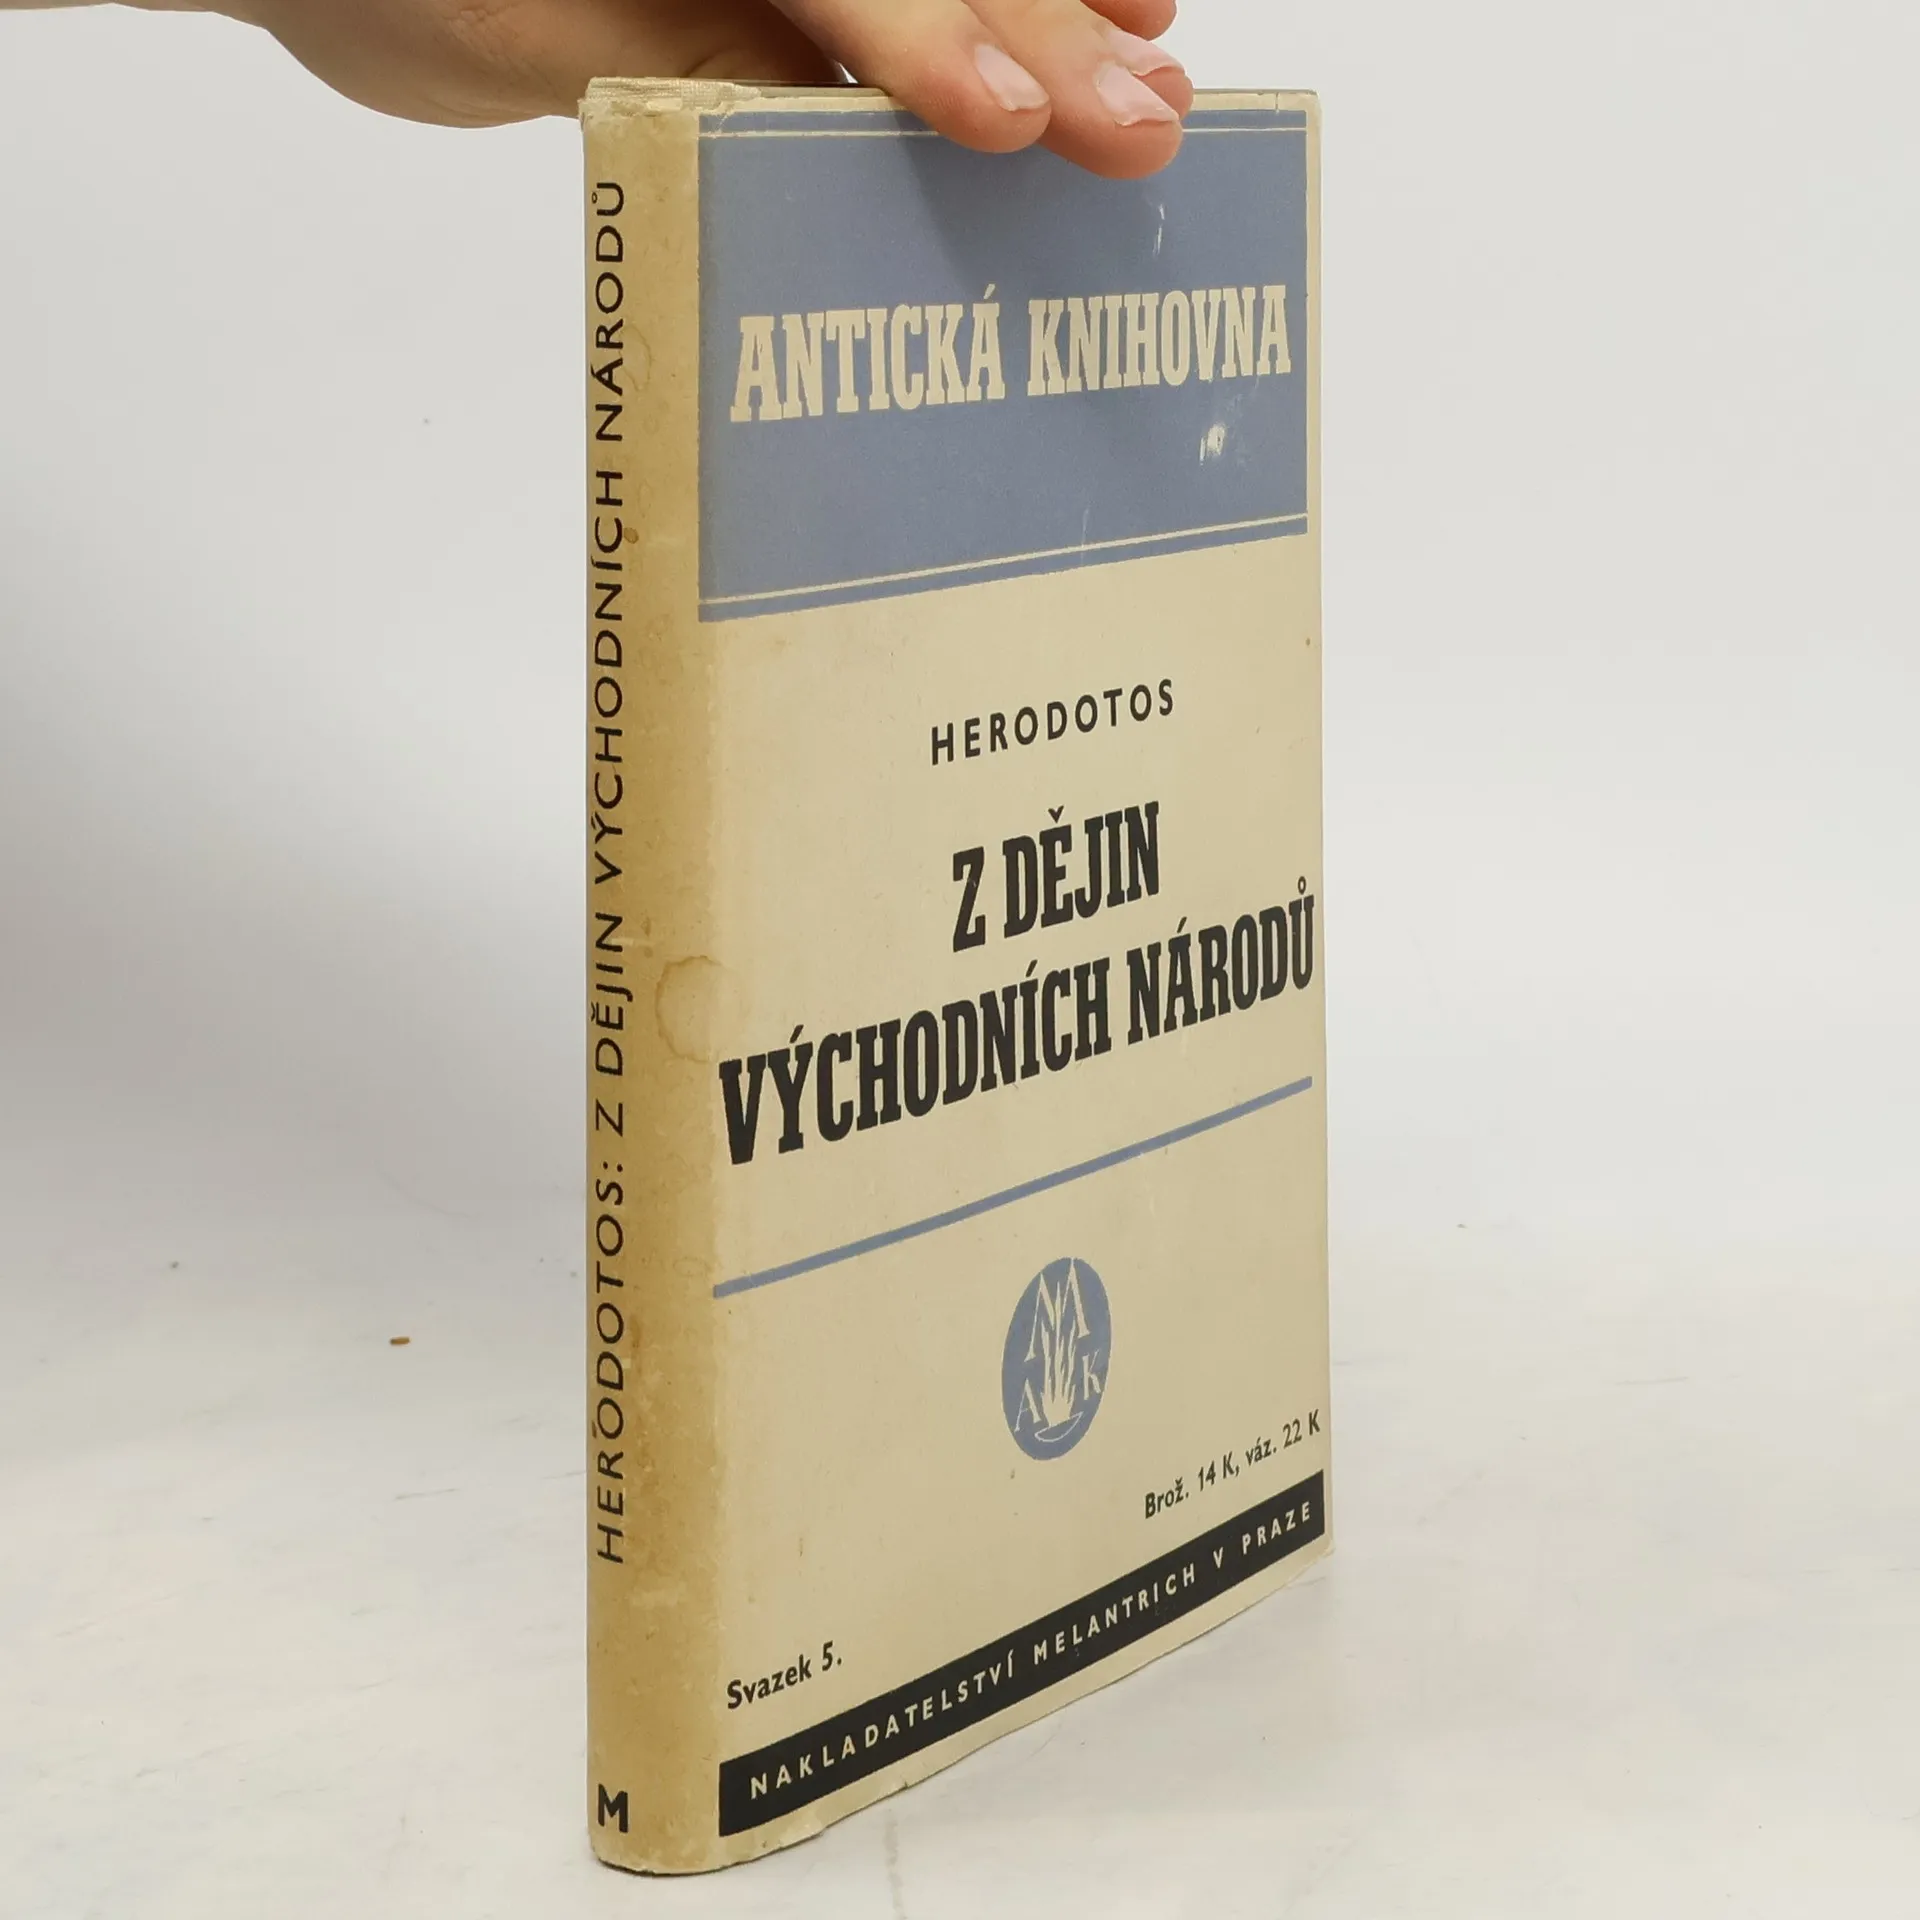 HERODOTOS: Z DĚJIN VÝCHODNÍCH NÁRODŮ
M
ANTICKÁ KNIHOVNA
HERODOTOS
Z DĚJIN
VÝCHODNÍCH NÁRODŮ
M
A K
Brož. 14 K, váz. 22 K
Svazek 5.
NAKLADATELSTVÍ MELANTRICH V PRAZE